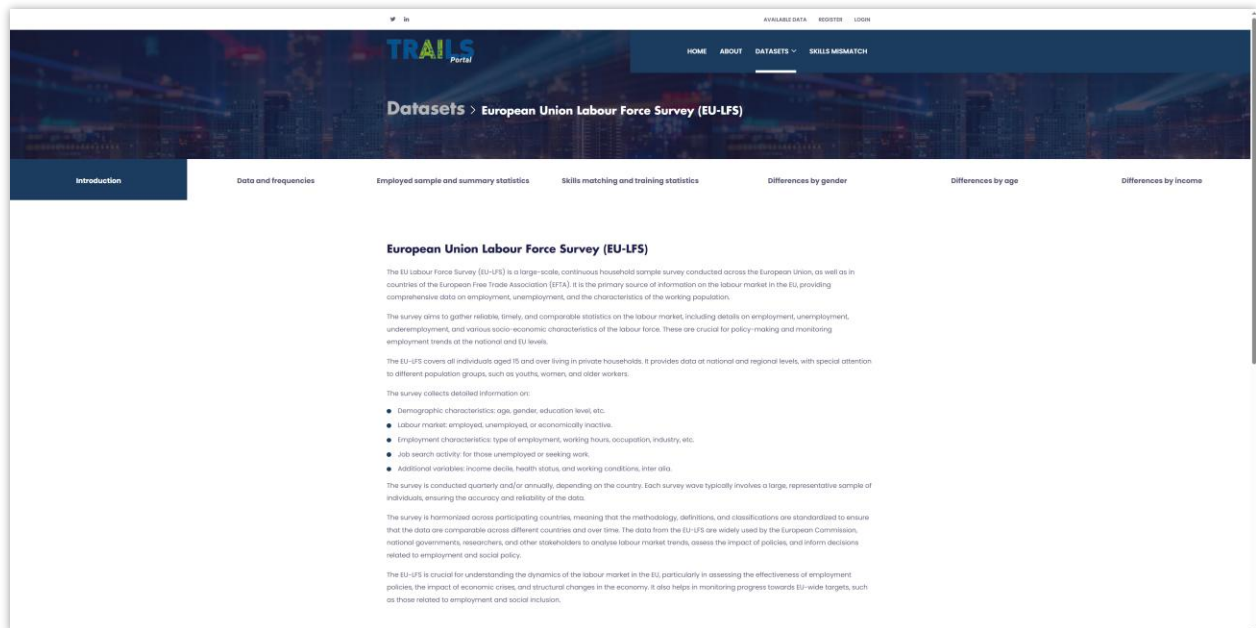 AVAILABLE DATA REGISTER LOGIN
TRAILS
Portal
HOME ABOUT DATASETS SKILLS MISMATCH
Datasets > European Union Labour Force Survey (EU-LFS)
Introduction Data and frequencies Employed sample and summary statistics Skills matching and training statistics Differences by gender Differences by age Differences by income
European Union Labour Force Survey (EU-LFS)
The EU Labour Force Survey (EU-LFS) is a large-scale, continuous household sample survey conducted across the European Union, as well as in
countries of the European Free Trade Association (EFTA). It is the primary source of information on the labour market in the EU, providing
comprehensive data on employment, unemployment, and the characteristics of the working population.
The survey aims to gather reliable, timely, and comparable statistics on the labour market, including details on employment, unemployment,
underemployment, and various socio-economic characteristics of the labour force. These are crucial for policy-making and monitoring
employment trends at the national and EU levels.
The EU-LFS covers all individuals aged 15 and over living in private households. It provides data at national and regional levels, with special attention
to different population groups, such as youths, women, and older workers.
The survey collects detailed information on:
Demographic characteristics: age, gender, education level, etc.
Labour market: employed, unemployed, or economically inactive.
Employment characteristics: type of employment, working hours, occupation, industry, etc.
Job search activity: for those unemployed or seeking work.
Additional variables: income decile, health status, and working conditions, inter alia.
The survey is conducted quarterly and/or annually, depending on the country. Each survey wave typically involves a large, representative sample of
individuals, ensuring the accuracy and reliability of the data.
The survey is harmonized across participating countries, meaning that the methodology, definitions, and classifications are standardized to ensure
that the data are comparable across different countries and over time. The data from the EU-LFS are widely used by the European Commission,
national governments, researchers, and other stakeholders to analyse labour market trends, assess the impact of policies, and inform decisions
related to employment and social policy.
The EU-LFS is crucial for understanding the dynamics of the labour market in the EU, particularly in assessing the effectiveness of employment
policies, the impact of economic crises, and structural changes in the economy. It also helps in monitoring progress towards EU-wide targets, such
as those related to employment and social inclusion.